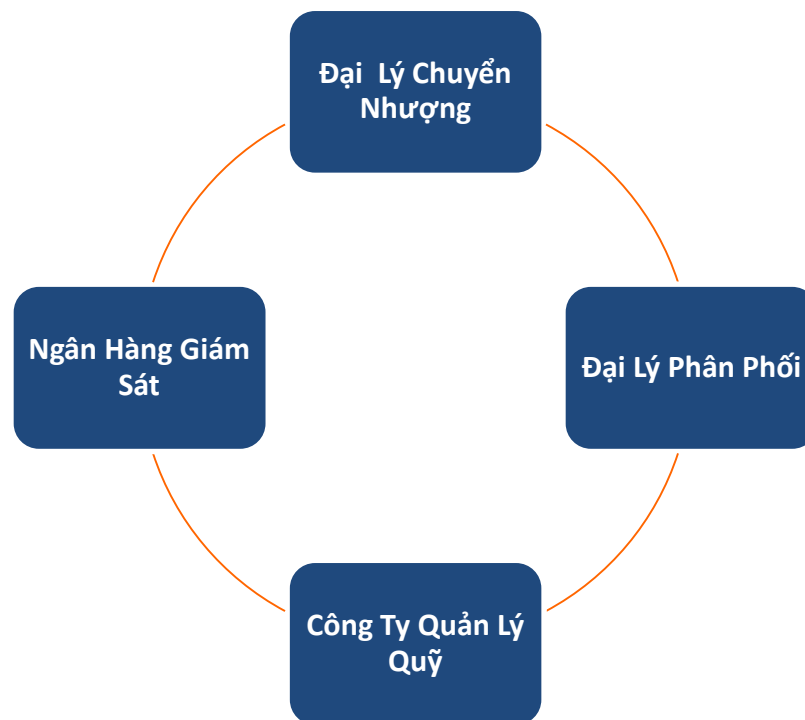 Đại Lý Chuyển
Nhượng
Ngân Hàng Giám
Sát
Đại Lý Phân Phối
Công Ty Quản Lý
Quỹ